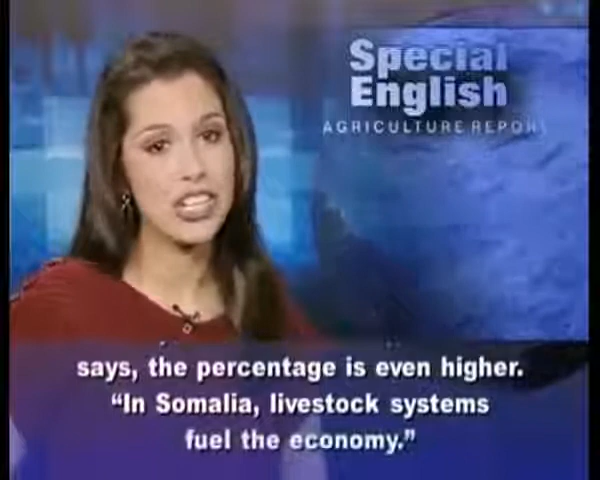 Special
English
AGRICULTURE REPORT
says, the percentage is even higher.
“In Somalia, livestock systems
fuel the economy.”